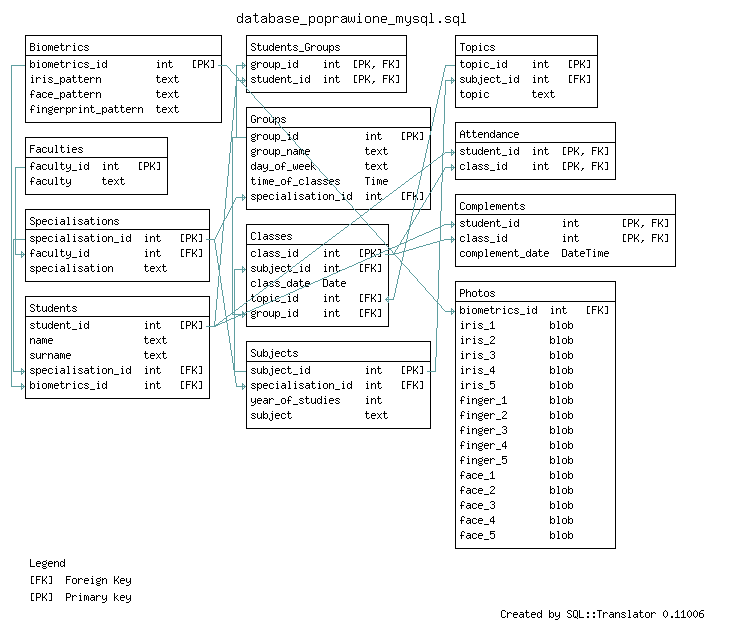 database_poprawione_mysql.sql
Biometrics
biometrics_id int [PK]
iris_pattern text
face_pattern text
fingerprint_pattern text
Faculties
faculty_id int [PK]
faculty text
Specialisations
specialisation_id int [PK]
faculty_id int [FK]
specialisation text
Students
student_id int [PK]
name text
surname text
specialisation_id int [FK]
biometrics_id int [FK]
Students_Groups
group_id int [PK, FK]
student_id int [PK, FK]
Groups
group_id int [PK]
group_name text
day_of_week text
time_of_classes Time
specialisation_id int [FK]
Classes
class_id int [PK]
subject_id int [FK]
class_date Date
topic_id int [FK]
group_id int [FK]
Subjects
subject_id int [PK]
specialisation_id int [FK]
year_of_studies int
subject text
Topics
topic_id int [PK]
subject_id int [FK]
topic text
Attendance
student_id int [PK, FK]
class_id int [PK, FK]
Complements
student_id int [PK, FK]
class_id int [PK, FK]
complement_date DateTime
Photos
biometrics_id int [FK]
iris_1 blob
iris_2 blob
iris_3 blob
iris_4 blob
iris_5 blob
finger_1 blob
finger_2 blob
finger_3 blob
finger_4 blob
finger_5 blob
face_1 blob
face_2 blob
face_3 blob
face_4 blob
face_5 blob
Legend
[FK] Foreign Key
[PK] Primary key
Created by SQL::Translator 0.11006